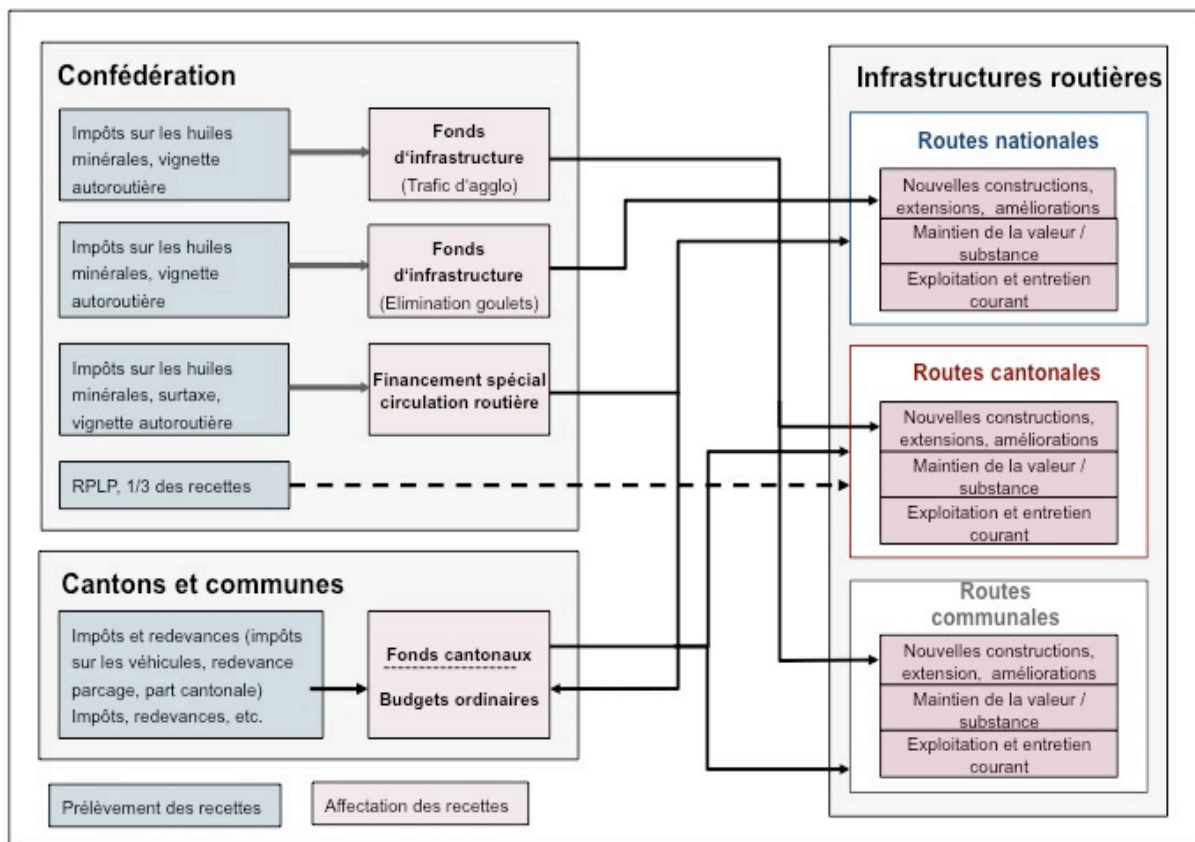 Confédération
Impôts sur les huiles
minérales, vignette
autoroutière
Fonds
d'infrastructure
(Trafic d'agglo)
Impôts sur les huiles
minérales, vignette
autoroutière
Fonds
d'infrastructure
(Elimination goulets)
Impôts sur les huiles
minérales, surtaxe,
vignette autoroutière
Financement spécial
circulation routière
RPLP, 1/3 des recettes
Cantons et communes
Impôts et redevances (impôts
sur les véhicules, redevance
parcage, part cantonale)
Impôts, redevances, etc.
Fonds cantonaux
Budgets ordinaires
Prélèvement des recettes
Affectation des recettes
Infrastructures routières
Routes nationales
Nouvelles constructions,
extensions, améliorations
Maintien de la valeur /
substance
Exploitation et entretien
courant
Routes cantonales
Nouvelles constructions,
extensions, améliorations
Maintien de la valeur /
substance
Exploitation et entretien
courant
Routes
communales
Nouvelles constructions,
extension, améliorations
Maintien de la valeur /
substance
Exploitation et entretien
courant